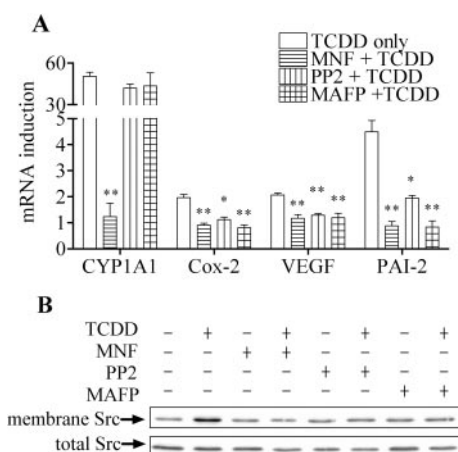 A
TCDD only
MNF + TCDD
PP2 + TCDD
MAFP +TCDD
mRNA induction
60
30
5
4
3
2
1
0
**
**
*
**
**
**
**
**
*
**
CYP1A1
Cox-2
VEGF
PAI-2
B
TCDD – + – + – + – +
MNF – – + + – – – –
PP2 – – – – + + – –
MAFP – – – – – – + +
membrane Src
total Src